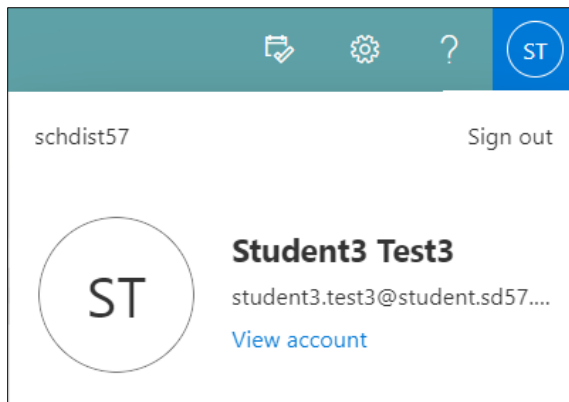 ?
ST
schdist57
Sign out
ST
Student3 Test3
student3.test3@student.sd57....
View account